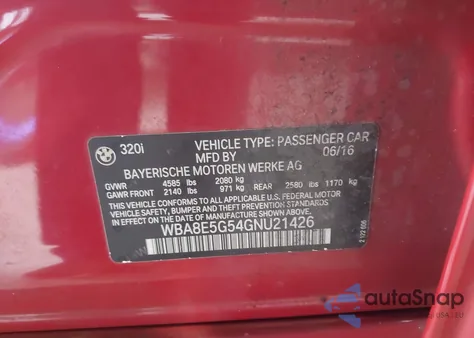 320i VEHICLE TYPE: PASSENGER CAR
MFD BY 06/16
BAYERISCHE MOTOREN WERKE AG
GVWR 4585 lbs 2080 kg
GAWR FRONT 2140 lbs 971 kg REAR 2580 lbs 1170 kg
THIS VEHICLE CONFORMS TO ALL APPLICABLE U.S. FEDERAL MOTOR
VEHICLE SAFETY, BUMPER, AND THEFT PREVENTION STANDARDS
IN EFFECT ON THE DATE OF MANUFACTURE SHOWN ABOVE.
WBA8E5G54GNU21426
autoSnap